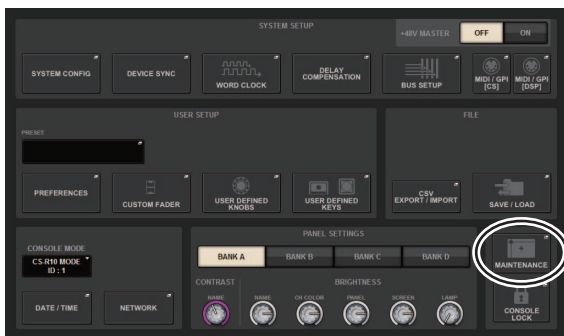 SYSTEM SETUP
+48V MASTER
OFF
ON
SYSTEM CONFIG
DEVICE SYNC
WORD CLOCK
DELAY
COMPENSATION
BUS SETUP
MIDI / GPI
[CS]
MIDI / GPI
[DSP]
USER SETUP
PRESET
PREFERENCES
CUSTOM FADER
USER DEFINED
KNOBS
USER DEFINED
KEYS
FILE
CSV
EXPORT / IMPORT
SAVE / LOAD
CONSOLE MODE
CS-R10 MODE
ID : 1
DATE / TIME
NETWORK
PANEL SETTINGS
BANK A
BANK B
BANK C
BANK D
CONTRAST
BRIGHTNESS
NAME
NAME
CH COLOR
PANEL
SCREEN
LAMP
MAINTENANCE
CONSOLE
LOCK